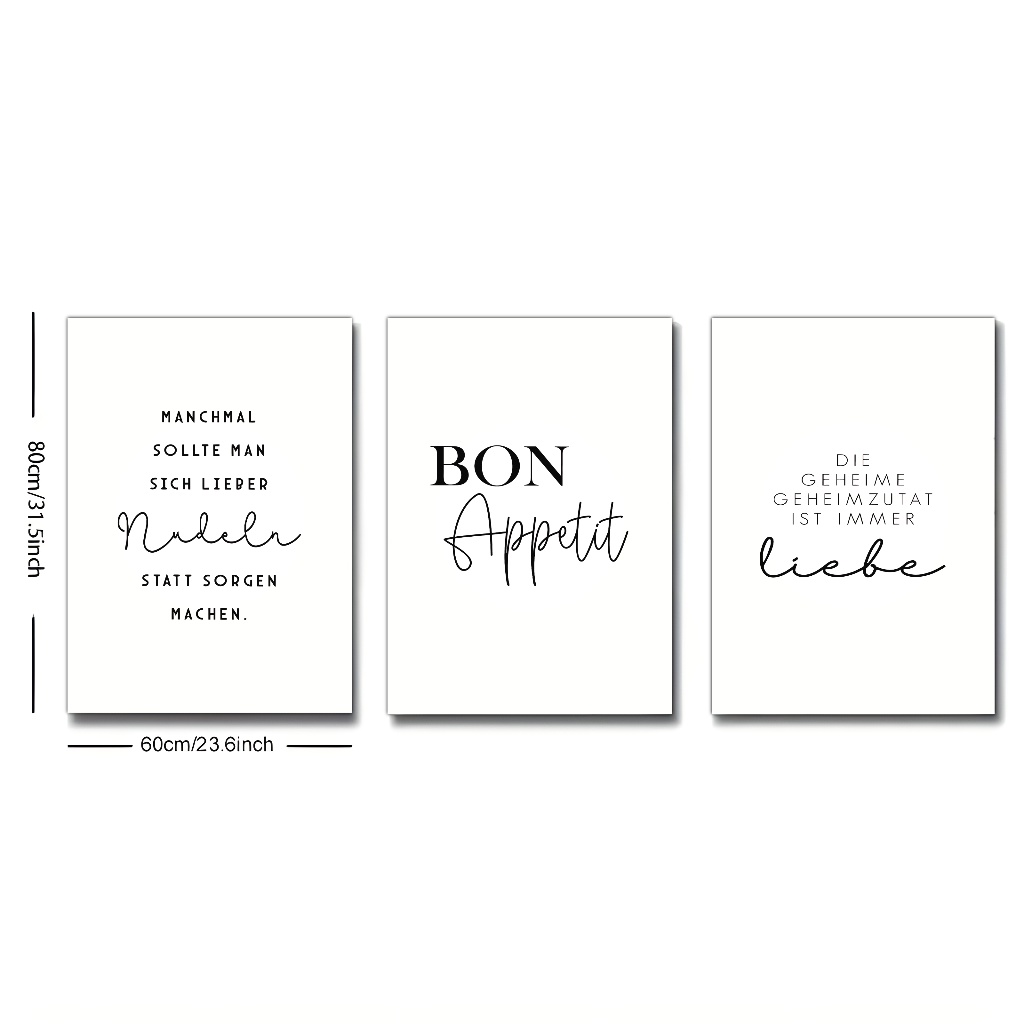 80cm/31.5inch
MANCHMAL
SOLLTE MAN
SICH LIEBER
Nudeln
STATT SORGEN
MACHEN.
60cm/23.6inch
BON
Appetit
DIE
GEHEIME
GEHEIMZUTAT
IST IMMER
liebe